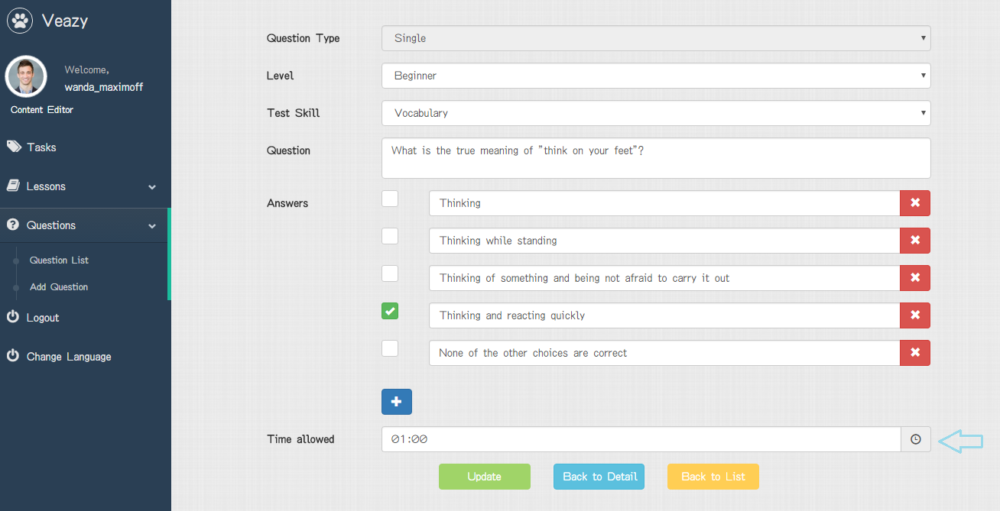 Veazy
Welcome,
wanda_maximoff
Content Editor
Tasks
Lessons
Questions
Question List
Add Question
Logout
Change Language
Question Type
Single
Level
Beginner
Test Skill
Vocabulary
Question
What is the true meaning of "think on your feet"?
Answers
Thinking
Thinking while standing
Thinking of something and being not afraid to carry it out
Thinking and reacting quickly
None of the other choices are correct
Time allowed
01:00
Update
Back to Detail
Back to List